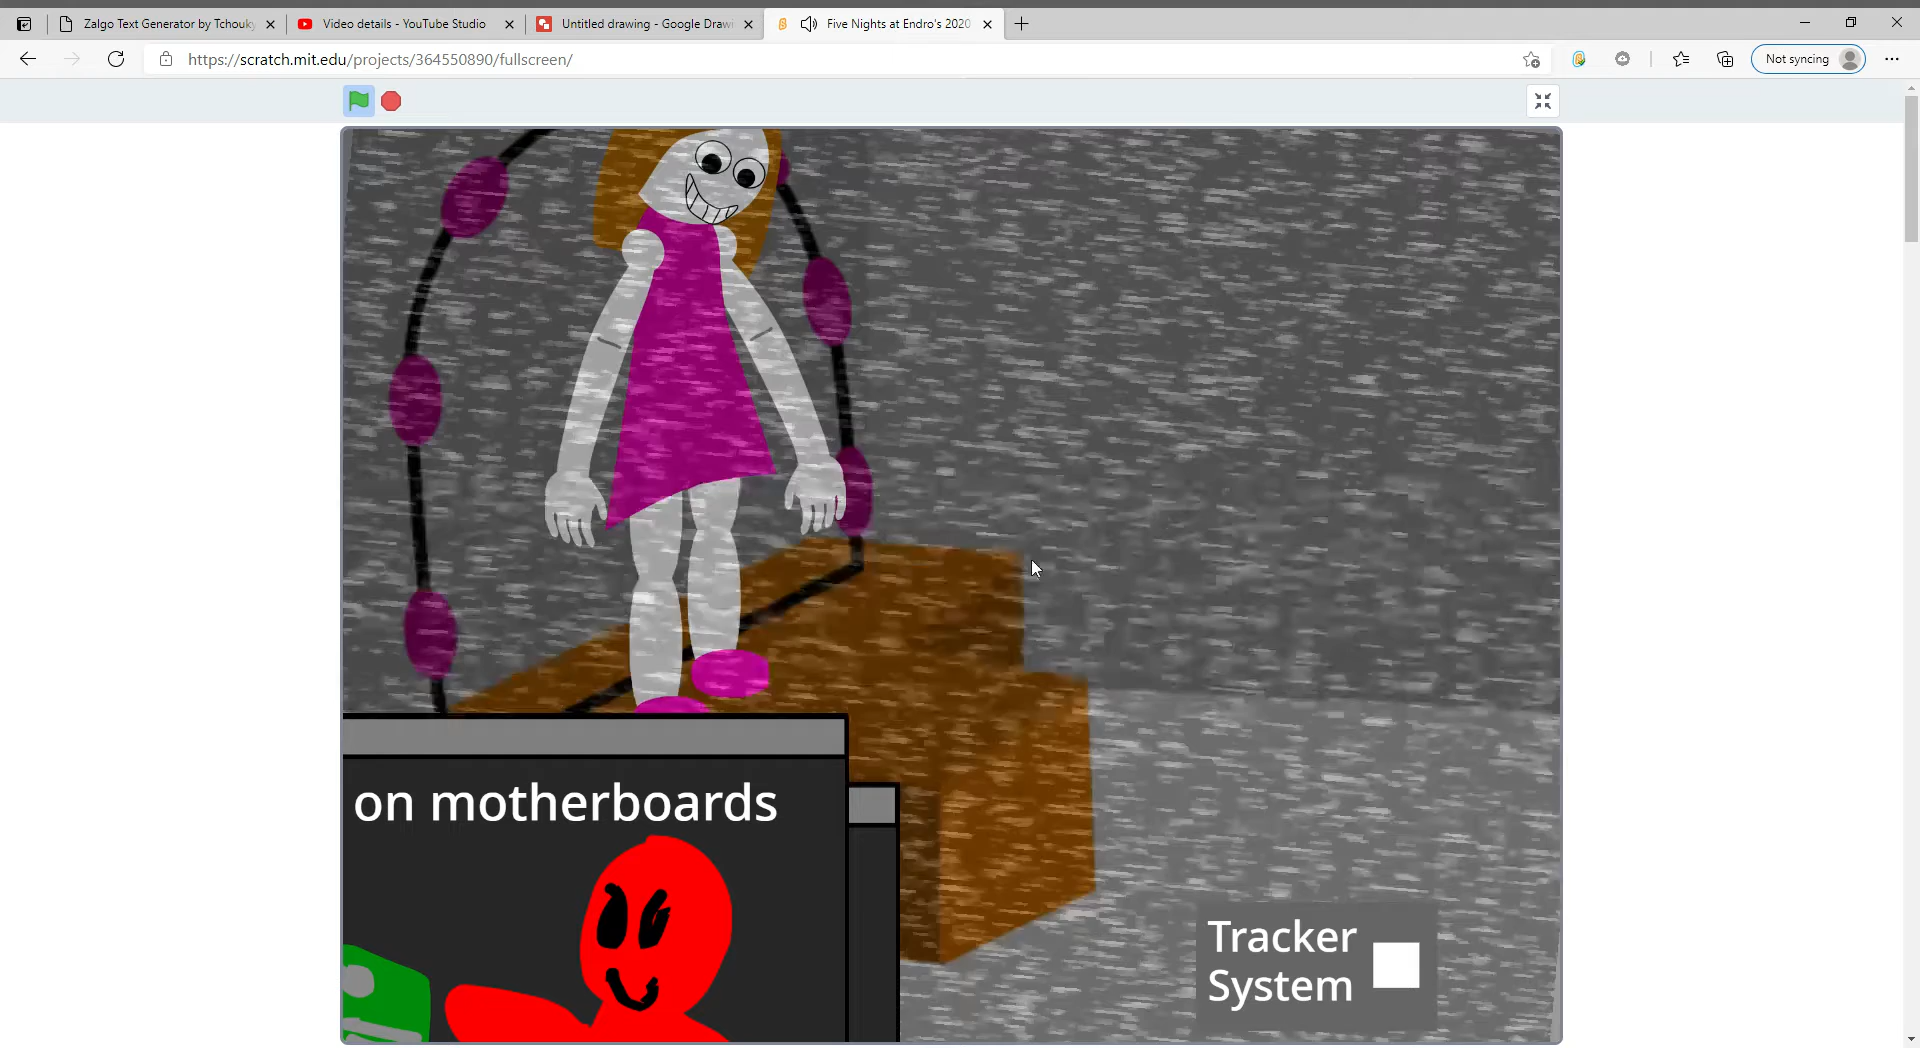 Zalgo Text Generator by Tchouky
Video details - YouTube Studio
Untitled drawing - Google Draw
Five Nights at Endro's 2020
https://scratch.mit.edu/projects/364550890/fullscreen/
Not syncing
on motherboards
Tracker
System